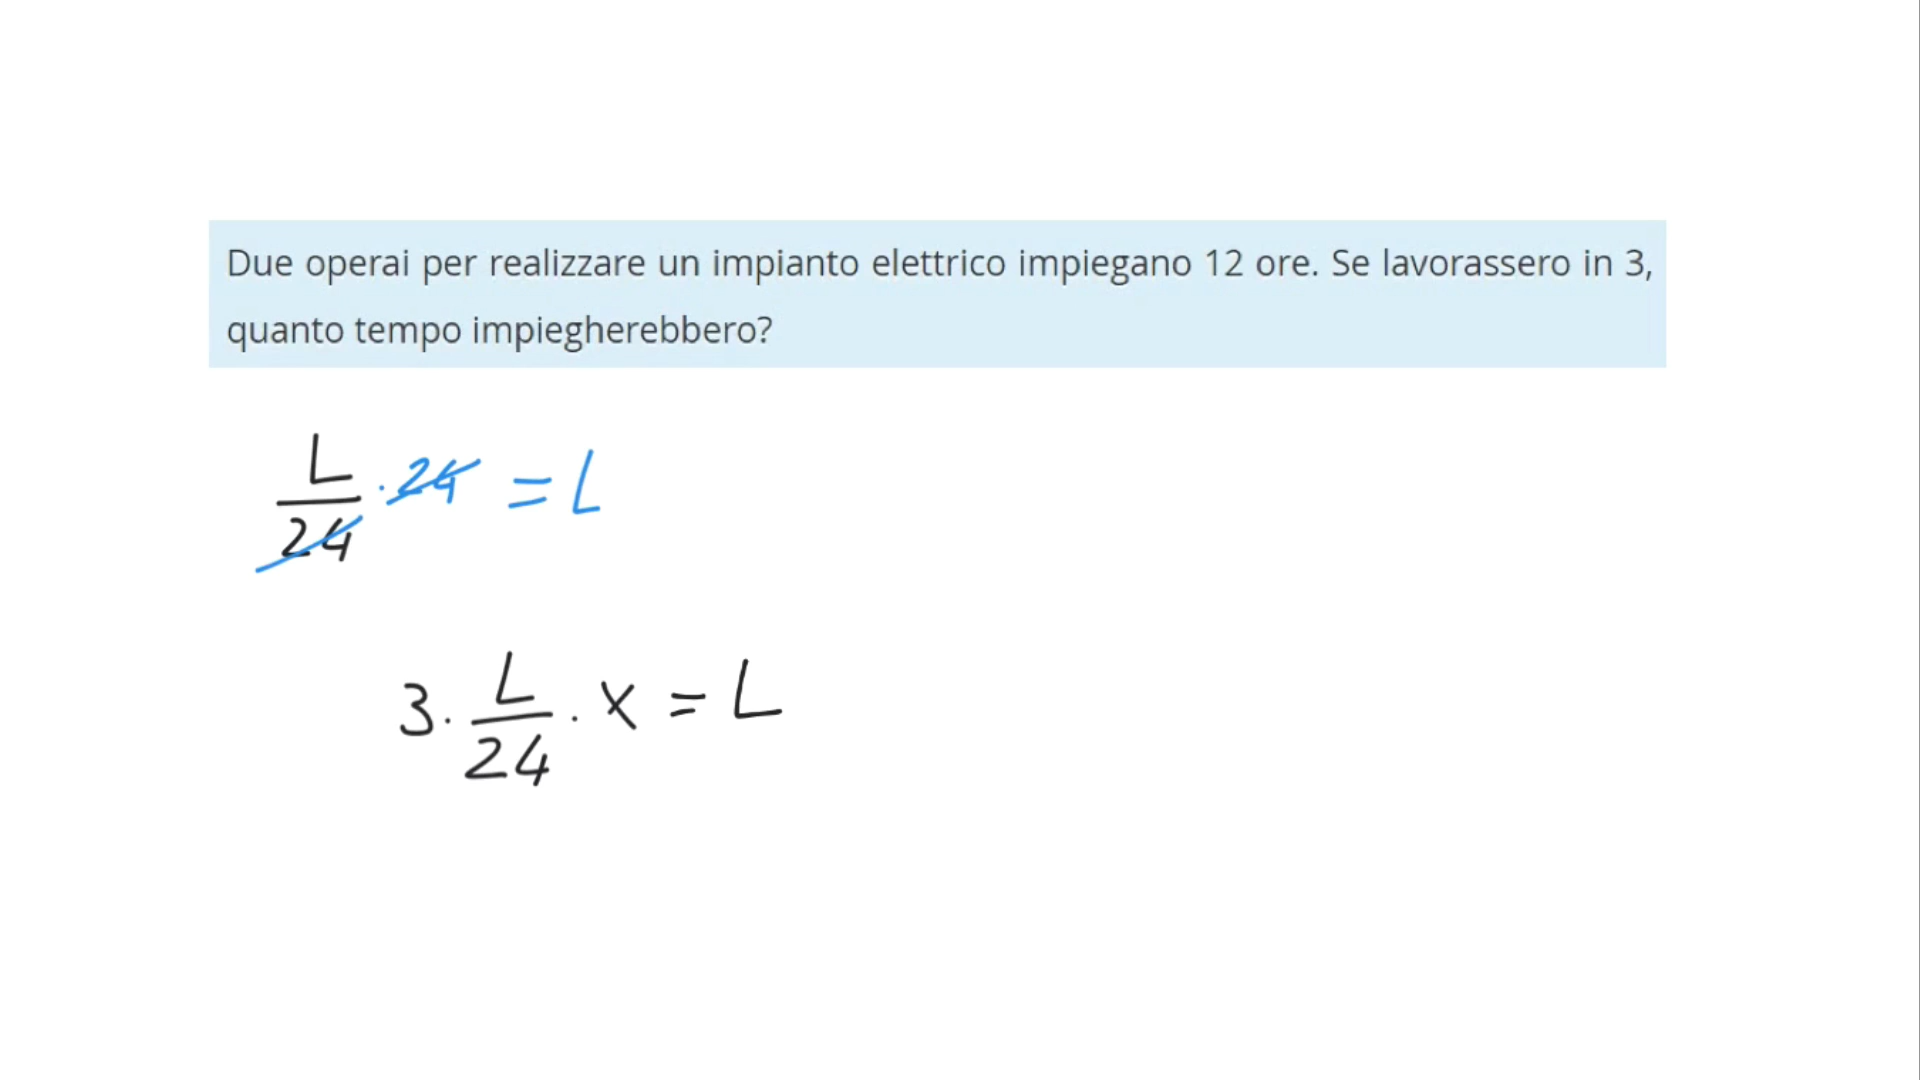 Due operai per realizzare un impianto elettrico impiegano 12 ore. Se lavorassero in 3,
quanto tempo impiegherebbero?
L/24 · 24 = L
3 · L/24 · x = L